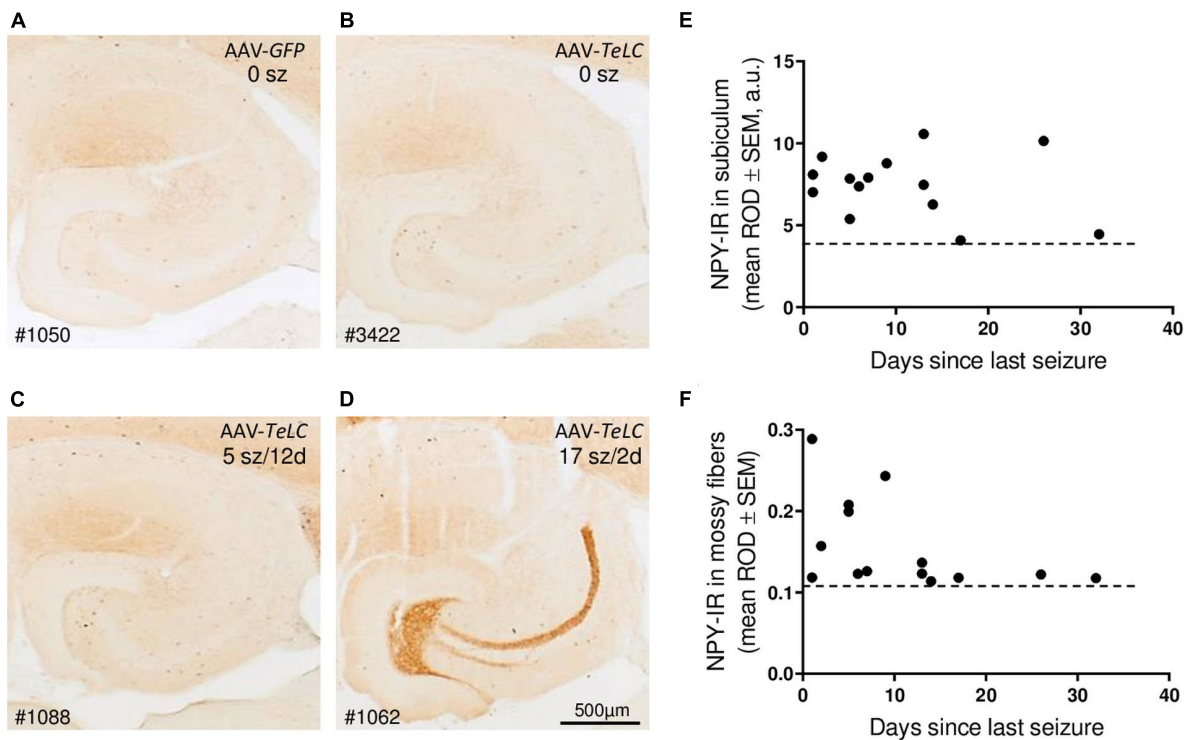 A
AAV-GFP
0 sz
#1050
B
AAV-TeLC
0 sz
#3422
C
AAV-TeLC
5 sz/12d
#1088
D
AAV-TeLC
17 sz/2d
#1062
500µm
E
NPY-IR in subiculum
(mean ROD ± SEM, a.u.)
15
10
5
0
0 10 20 30 40
Days since last seizure
F
NPY-IR in mossy fibers
(mean ROD ± SEM)
0.3
0.2
0.1
0.0
0 10 20 30 40
Days since last seizure